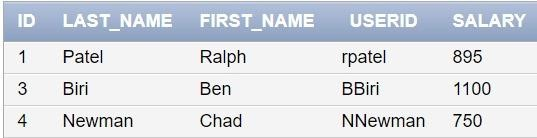 ID LAST_NAME FIRST_NAME USERID SALARY
1 Patel Ralph rpatel 895
3 Biri Ben BBiri 1100
4 Newman Chad NNewman 750